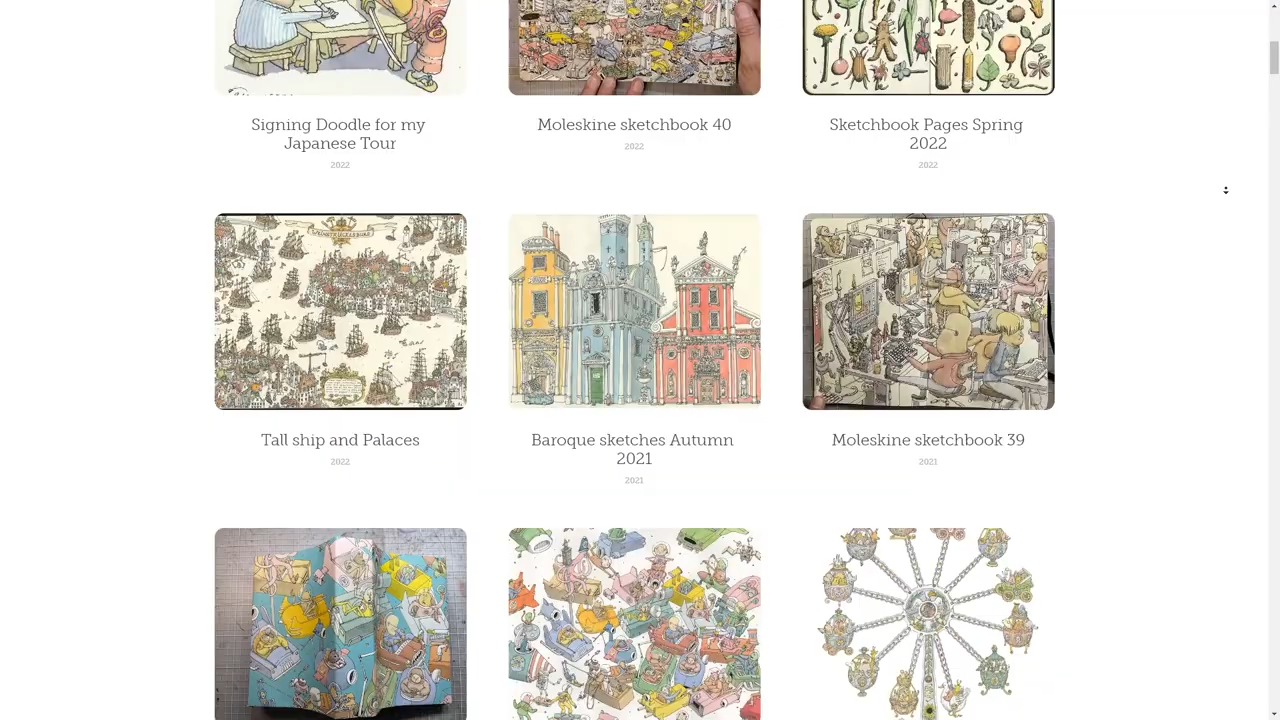 Signing Doodle for my
Japanese Tour
2022
Moleskine sketchbook 40
2022
Sketchbook Pages Spring
2022
2022
Tall ship and Palaces
2022
Baroque sketches Autumn
2021
2021
Moleskine sketchbook 39
2021